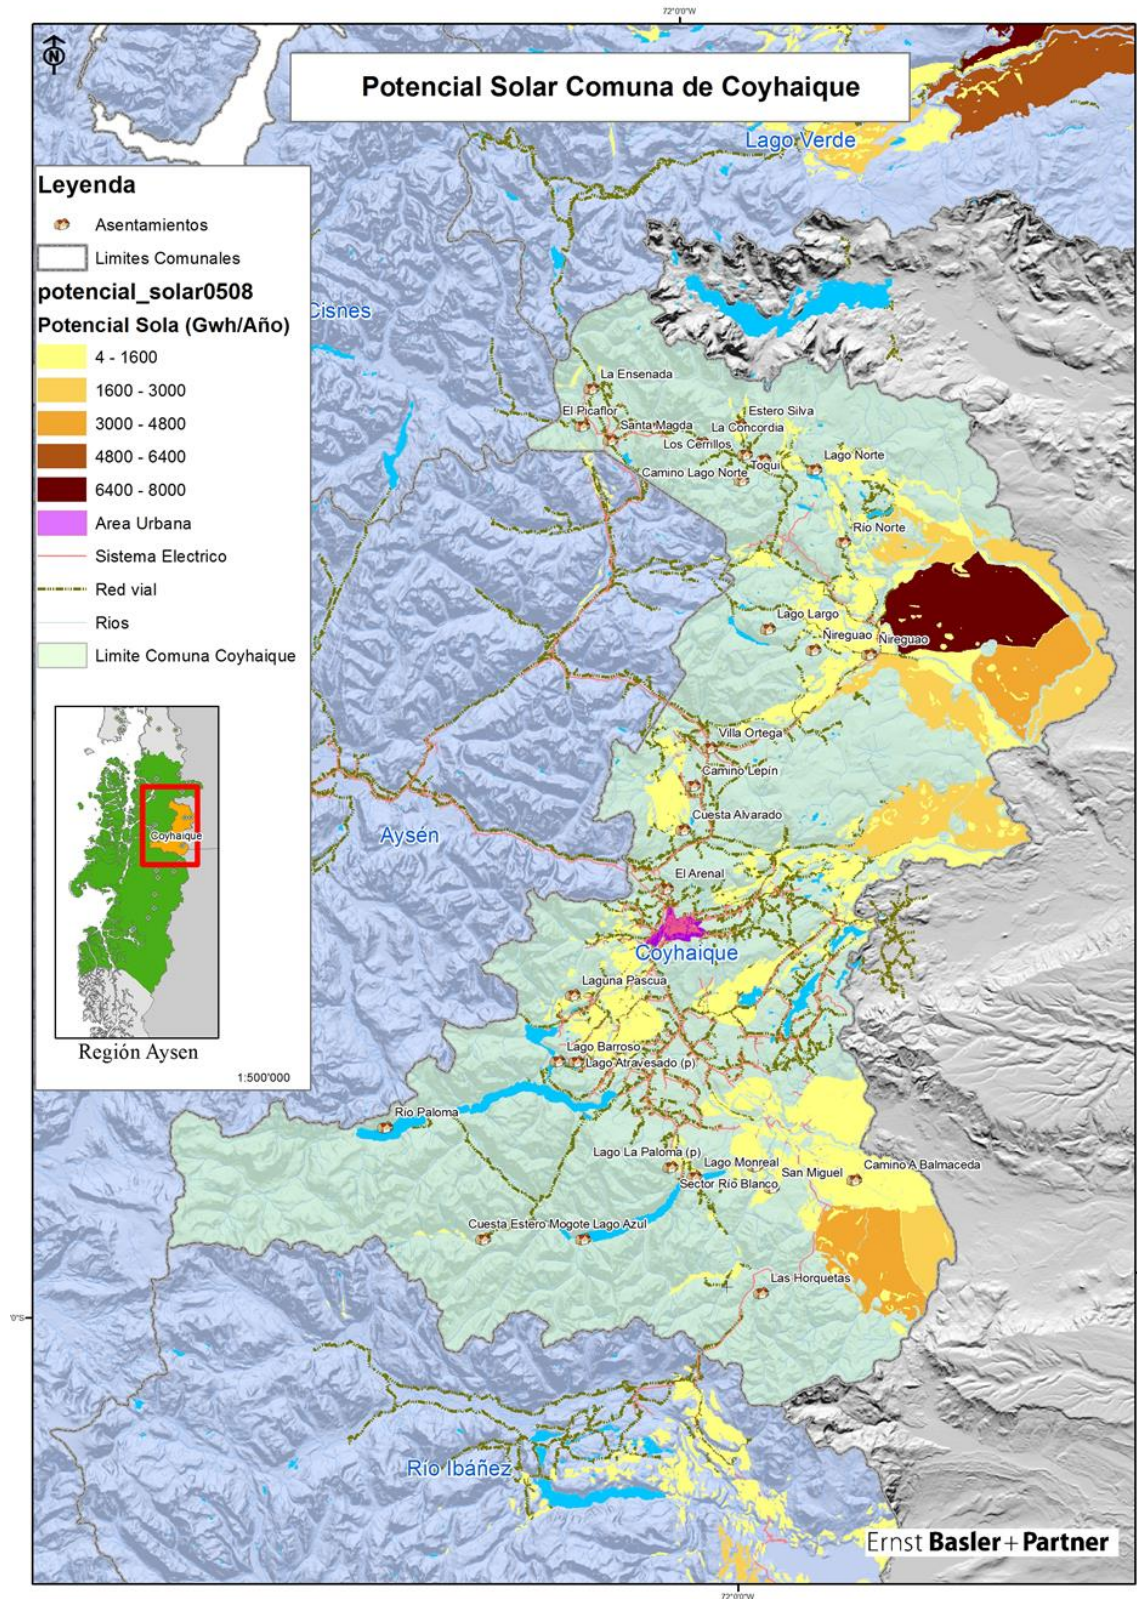 72°0'0"W
Potencial Solar Comuna de Coyhaique
Lago Verde
Leyenda
Asentamientos
Limites Comunales
potencial_solar0508
Potencial Sola (Gwh/Año)
4 - 1600
1600 - 3000
3000 - 4800
4800 - 6400
6400 - 8000
Area Urbana
Sistema Electrico
Red vial
Rios
Limite Comuna Coyhaique
Coyhaique
Región Aysen
1:500'000
Cisnes
La Ensenada
El Picaflor
Estero Silva
Santa Magda
La Concordia
Los Cerrillos
Lago Norte
Toqui
Camino Lago Norte
Río Norte
Lago Largo
Ñireguao
Ñireguao
Villa Ortega
Camino Lepín
Cuesta Alvarado
Aysén
El Arenal
Coyhaique
Laguna Pascua
Lago Barroso
Lago Atravesado (p)
Río Paloma
Lago La Paloma (p)
Lago Monreal
San Miguel
Camino A Balmaceda
Sector Río Blanco
Cuesta Estero Mogote
Lago Azul
Las Horquetas
0"S
Río Ibáñez
Ernst Basler + Partner
72°0'0"W